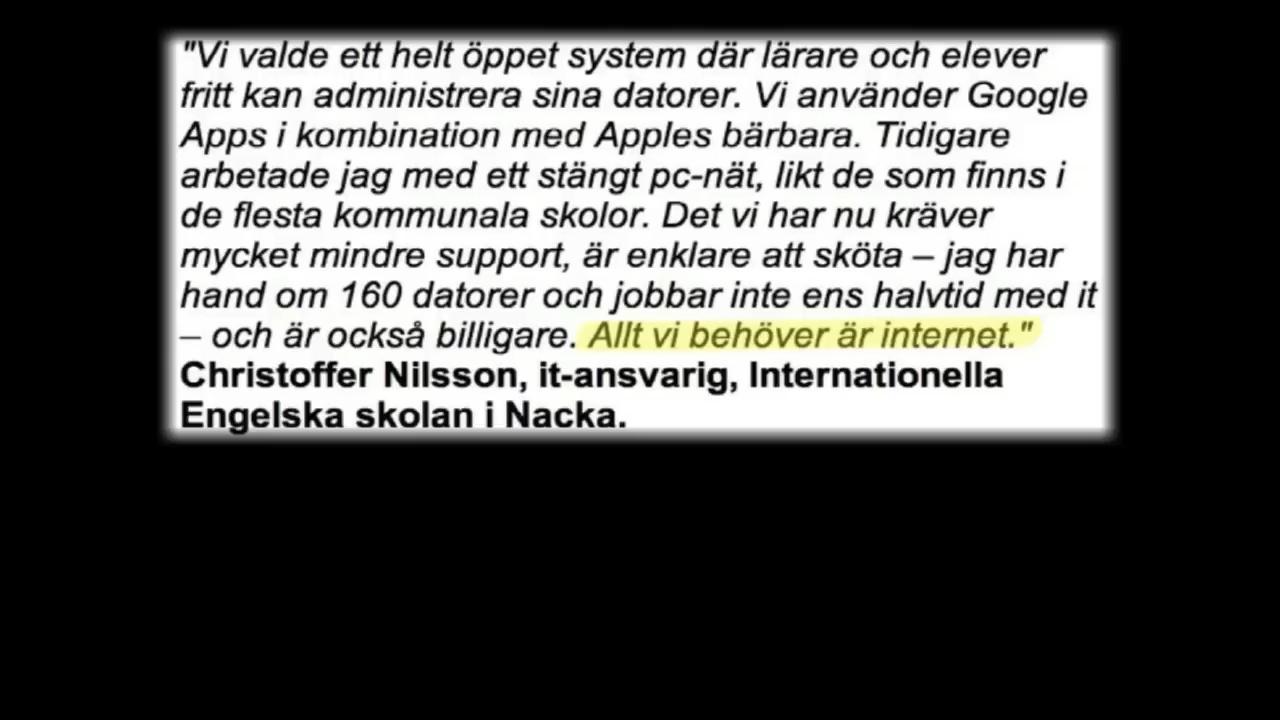 "Vi valde ett helt öppet system där lärare och elever
fritt kan administrera sina datorer. Vi använder Google
Apps i kombination med Apples bärbara. Tidigare
arbetade jag med ett stängt pc-nät, likt de som finns i
de flesta kommunala skolor. Det vi har nu kräver
mycket mindre support, är enklare att sköta – jag har
hand om 160 datorer och jobbar inte ens halvtid med it
– och är också billigare. Allt vi behöver är internet."
Christoffer Nilsson, it-ansvarig, Internationella
Engelska skolan i Nacka.